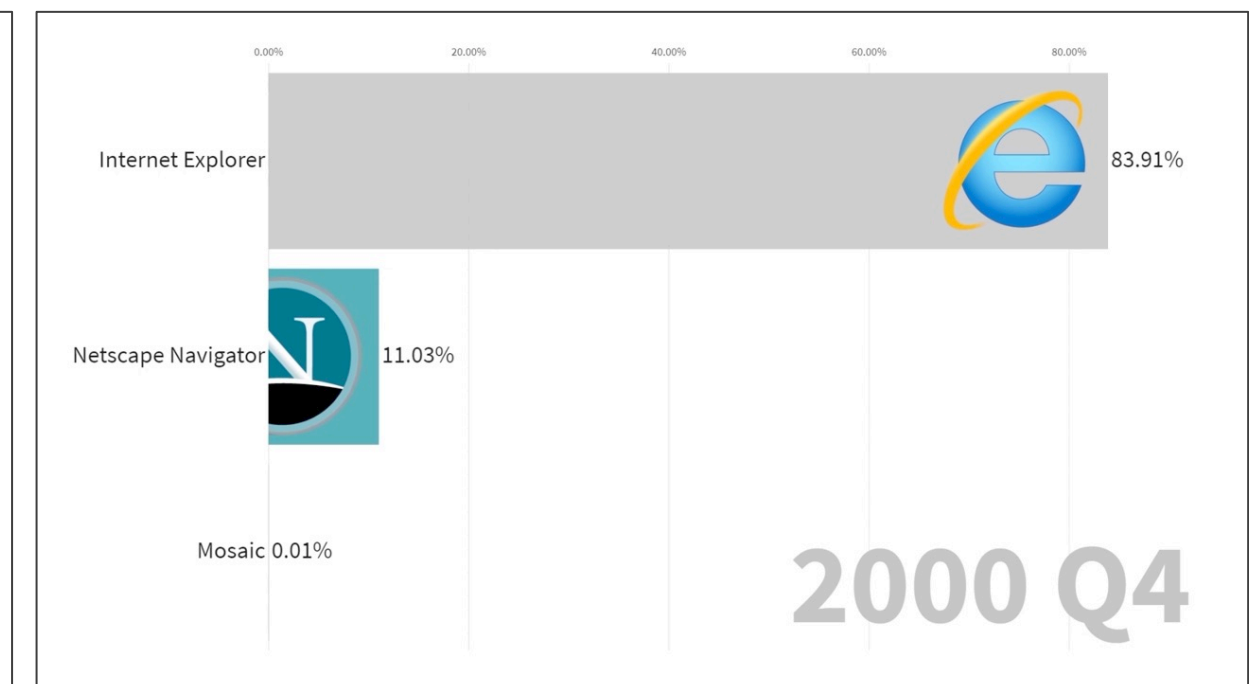 0.00% 20.00% 40.00% 60.00% 80.00%
Internet Explorer 83.91%
Netscape Navigator N 11.03%
Mosaic 0.01%
2000 Q4